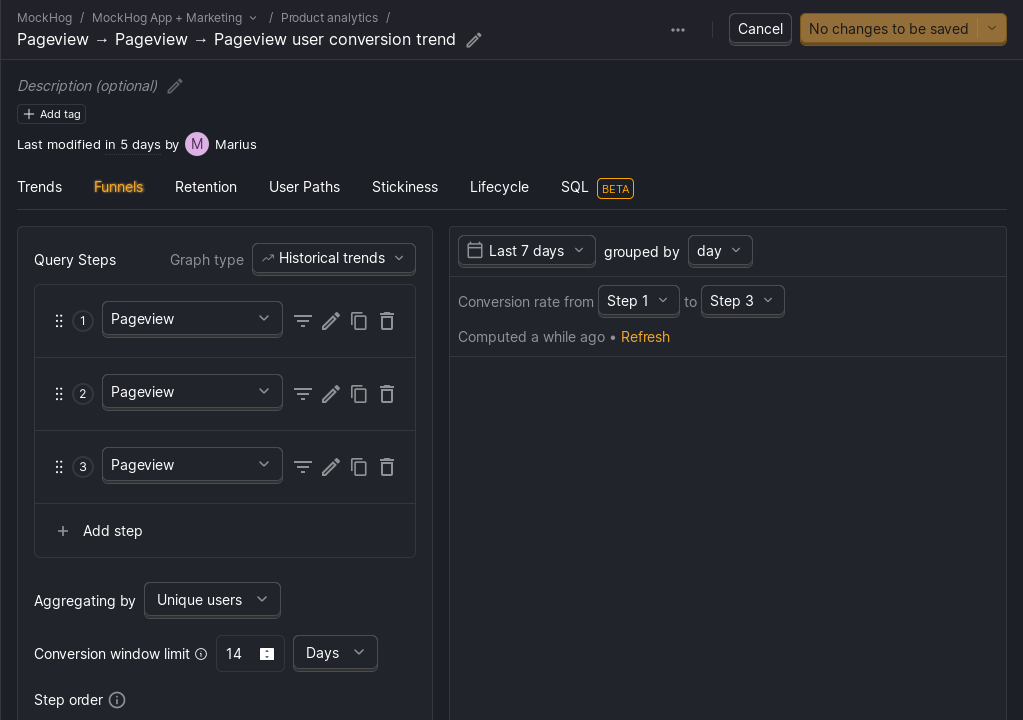 MockHog / MockHog App + Marketing / Product analytics /
Pageview → Pageview → Pageview user conversion trend
Cancel
No changes to be saved
Description (optional)
Add tag
Last modified in 5 days by M Marius
Trends Funnels Retention User Paths Stickiness Lifecycle SQL BETA
Query Steps Graph type Historical trends
1 Pageview
2 Pageview
3 Pageview
Add step
Aggregating by Unique users
Conversion window limit 14 Days
Step order
Last 7 days grouped by day
Conversion rate from Step 1 to Step 3
Computed a while ago • Refresh